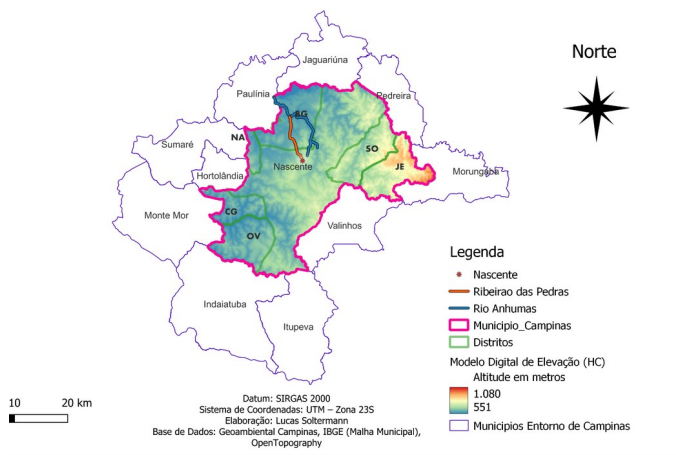 Jaguariúna
Norte
Paulínia
Pedreira
BG
NA
Sumaré
SO
Nascente
JE
Morungaba
Hortolândia
CG
Monte Mor
Valinhos
OV
Legenda
Nascente
Ribeirao das Pedras
Rio Anhumas
Municipio_Campinas
Distritos
Modelo Digital de Elevação (HC)
Altitude em metros
1.080
551
Municipios Entorno de Campinas
Indaiatuba
Itupeva
10 20 km
Datum: SIRGAS 2000
Sistema de Coordenadas: UTM – Zona 23S
Elaboração: Lucas Soltermann
Base de Dados: Geoambiental Campinas, IBGE (Malha Municipal),
OpenTopography